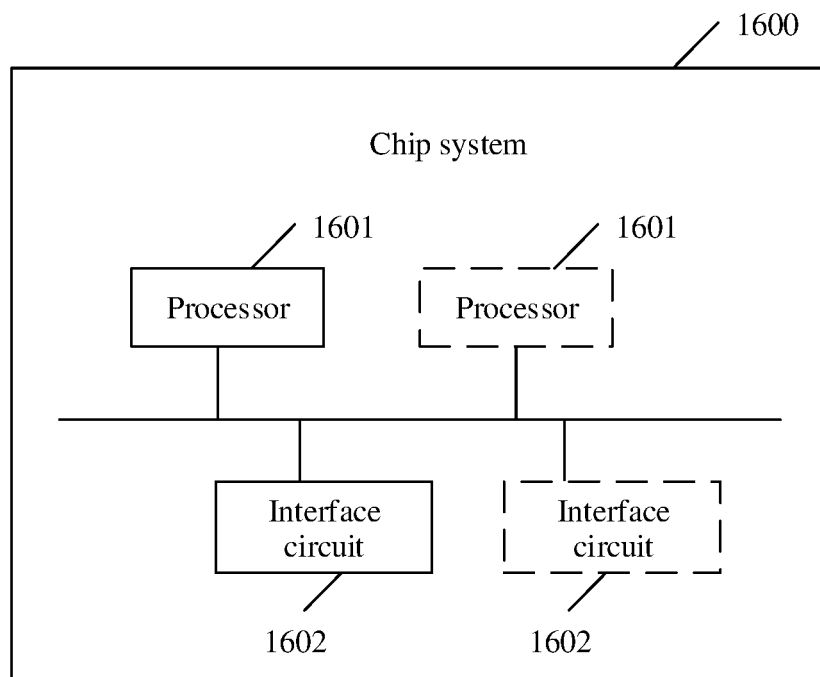 1600
Chip system
1601
1601
Processor
Processor
Interface
circuit
Interface
circuit
1602
1602